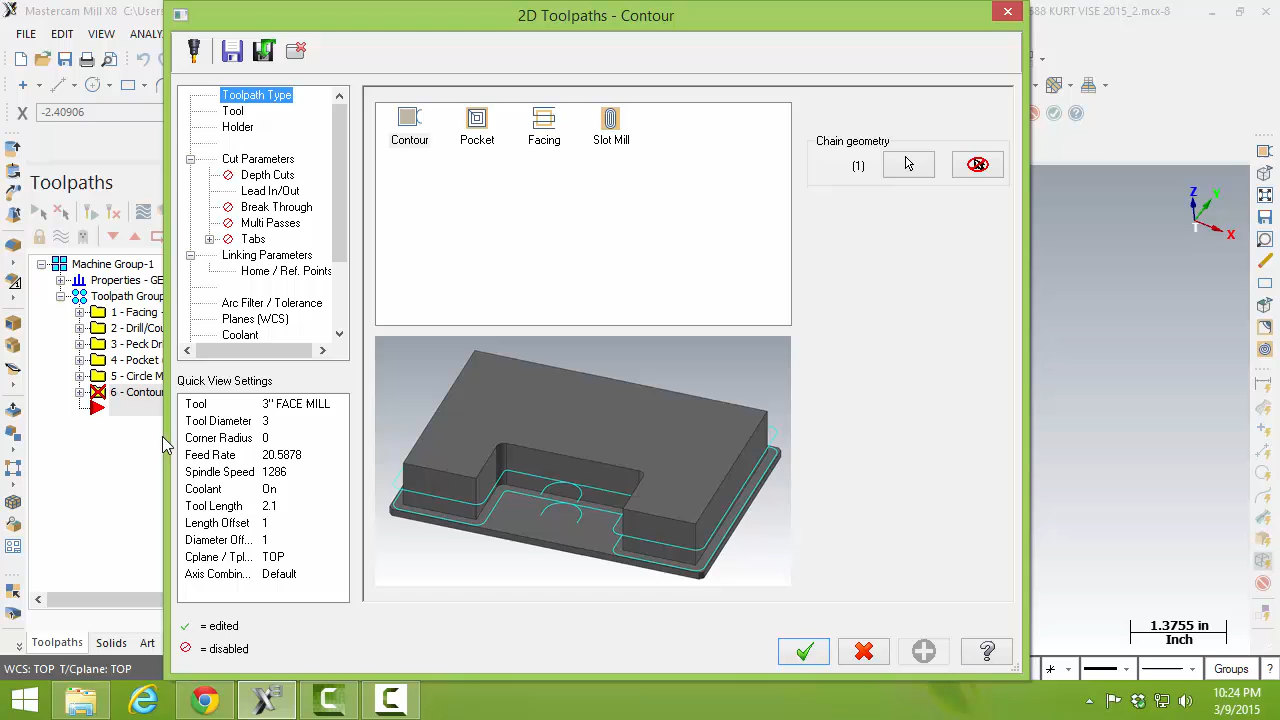 Mastercam Mill X8 C:\Users
2D Toolpaths - Contour
588 KURT VISE 2015_2.mcx-8
FILE EDIT VIEW
X -2.40906
Toolpaths
Machine Group-1
Properties - GE
Toolpath Group
1 - Facing -
2 - Drill/Cou
3 - Peck Dr
4 - Pocket
5 - Circle M
6 - Contour
Toolpath Type
Tool
Holder
Cut Parameters
Depth Cuts
Lead In/Out
Break Through
Multi Passes
Tabs
Linking Parameters
Home / Ref. Points
Arc Filter / Tolerance
Planes (WCS)
Coolant
Contour Pocket Facing Slot Mill
Chain geometry
(1)
Quick View Settings
Tool 3" FACE MILL
Tool Diameter 3
Corner Radius 0
Feed Rate 20.5878
Spindle Speed 1286
Coolant On
Tool Length 2.1
Length Offset 1
Diameter Off... 1
Cplane / Tpl... TOP
Axis Combin... Default
= edited
= disabled
Z Y X
1.3755 in
Inch
Toolpaths Solids Art
WCS: TOP T/Cplane: TOP
Groups ?
10:24 PM
3/9/2015